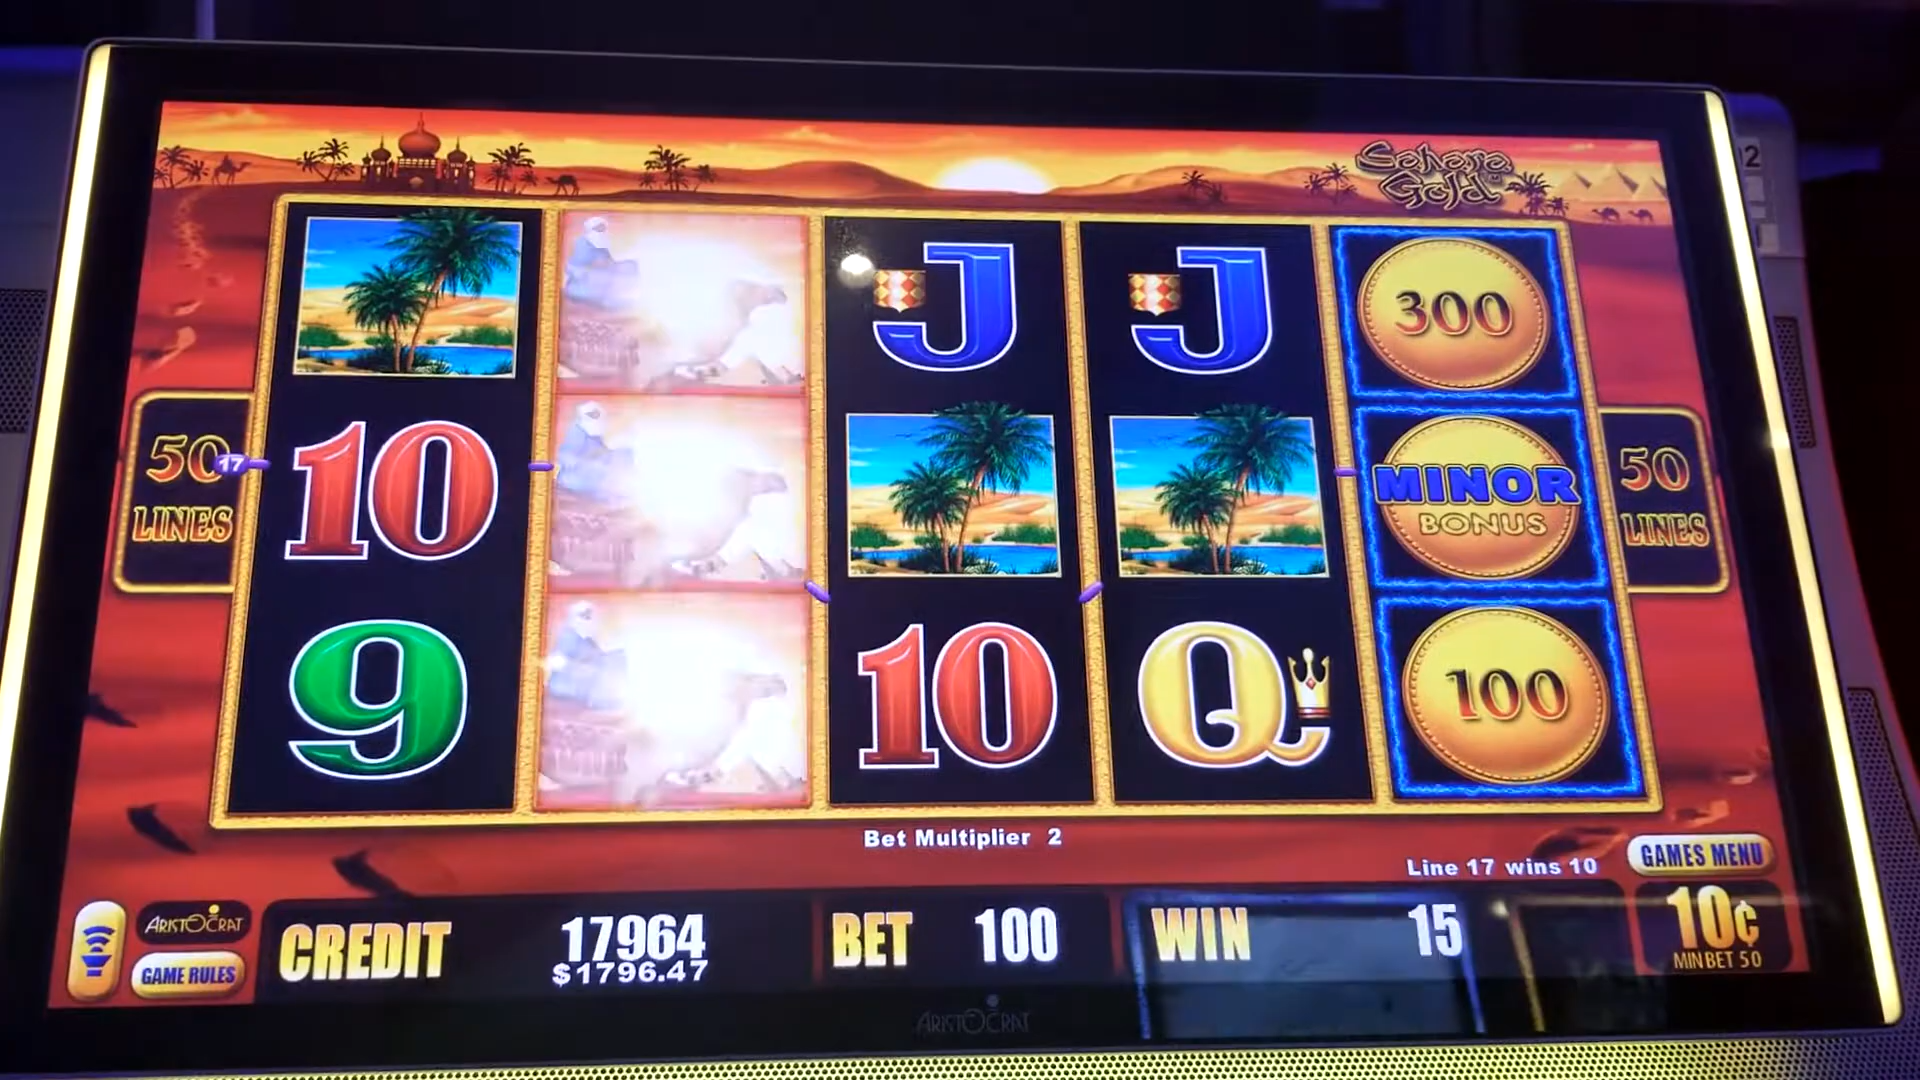 Sahara
Gold
J
J
300
50
LINES
17
10
MINOR
BONUS
50
LINES
9
10
Q
100
Bet Multiplier 2
Line 17 wins 10
GAMES MENU
ARISTOCRAT
GAME RULES
CREDIT 17964
$1796.47
BET 100
WIN 15
10¢
MIN BET 50
ARISTOCRAT